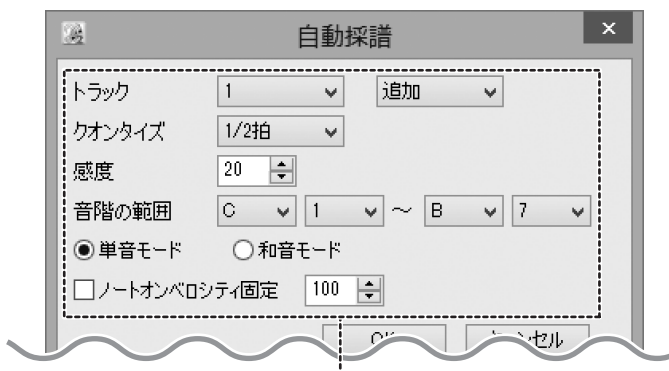 自動採譜
トラック 1 追加
クオンタイズ 1/2拍
感度 20
音階の範囲 C 1 ～ B 7
単音モード 和音モード
ノートオンベロシティ固定 100